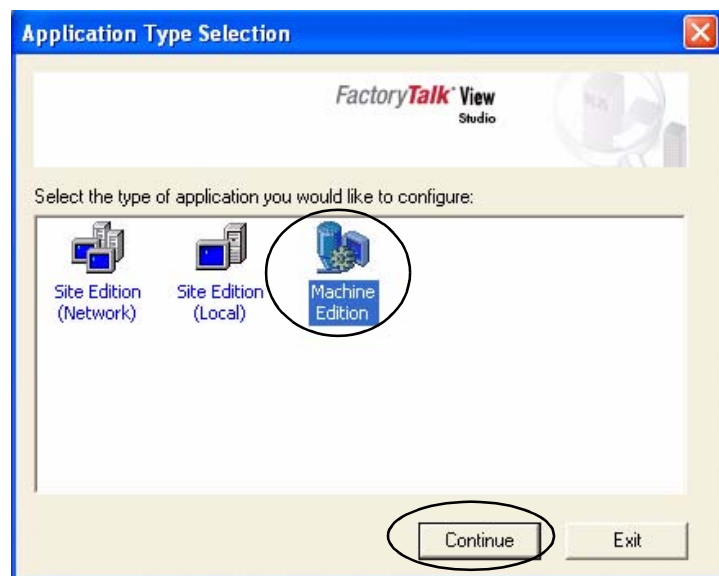 Application Type Selection
FactoryTalk View
Studio
Select the type of application you would like to configure:
Site Edition
(Network)
Site Edition
(Local)
Machine
Edition
Continue
Exit